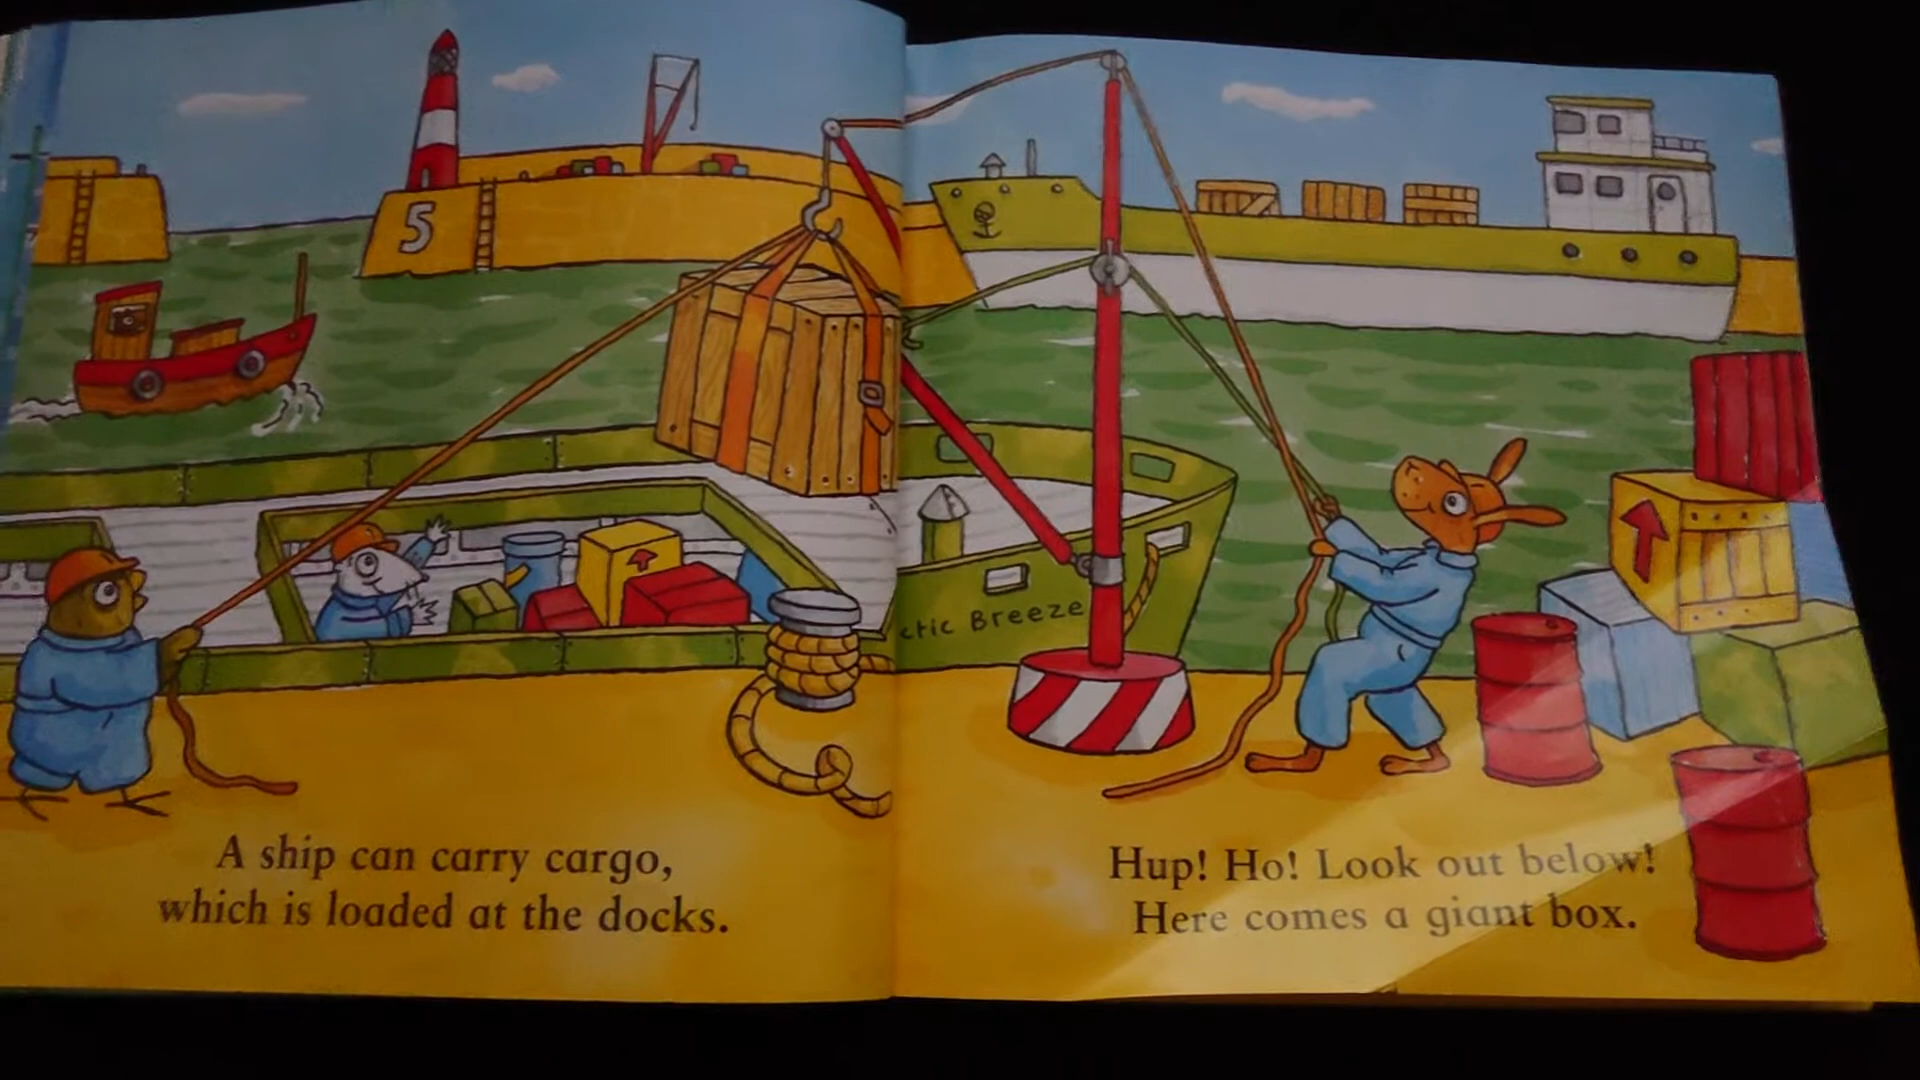 5
ctic Breeze
A ship can carry cargo,
which is loaded at the docks.
Hup! Ho! Look out below!
Here comes a giant box.